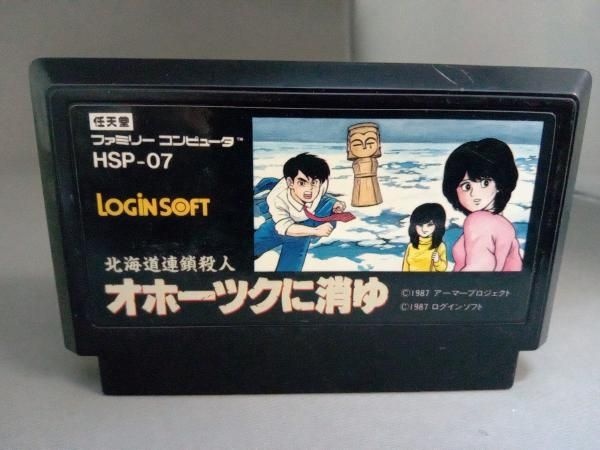 任天堂
ファミリー コンピュータ™
HSP-07
LOGiN SOFT
北海道連鎖殺人
オホーツクに消ゆ
©1987 アーマープロジェクト
©1987 ログインソフト